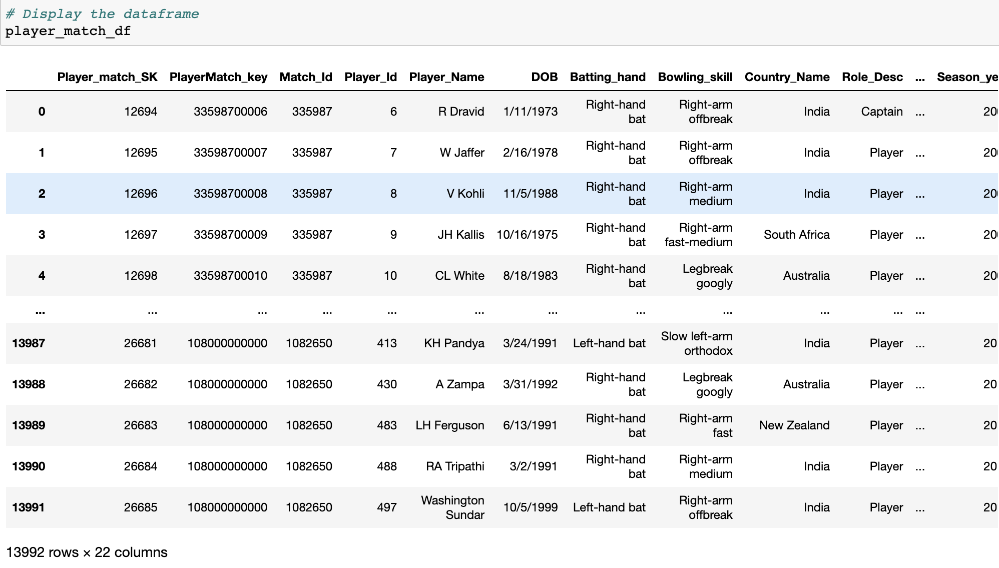 # Display the dataframe
player_match_df
Player_match_SK PlayerMatch_key Match_Id Player_Id Player_Name DOB Batting_hand Bowling_skill Country_Name Role_Desc ... Season_ye
0 12694 33598700006 335987 6 R Dravid 1/11/1973 Right-hand bat Right-arm offbreak India Captain ... 200
1 12695 33598700007 335987 7 W Jaffer 2/16/1978 Right-hand bat Right-arm offbreak India Player ... 200
2 12696 33598700008 335987 8 V Kohli 11/5/1988 Right-hand bat Right-arm medium India Player ... 200
3 12697 33598700009 335987 9 JH Kallis 10/16/1975 Right-hand bat Right-arm fast-medium South Africa Player ... 200
4 12698 33598700010 335987 10 CL White 8/18/1983 Right-hand bat Legbreak googly Australia Player ... 200
... ... ... ... ... ... ... ... ... ... ... ...
13987 26681 108000000000 1082650 413 KH Pandya 3/24/1991 Left-hand bat Slow left-arm orthodox India Player ... 20
13988 26682 108000000000 1082650 430 A Zampa 3/31/1992 Right-hand bat Legbreak googly Australia Player ... 20
13989 26683 108000000000 1082650 483 LH Ferguson 6/13/1991 Right-hand bat Right-arm fast New Zealand Player ... 20
13990 26684 108000000000 1082650 488 RA Tripathi 3/2/1991 Right-hand bat Right-arm medium India Player ... 20
13991 26685 108000000000 1082650 497 Washington Sundar 10/5/1999 Left-hand bat Right-arm offbreak India Player ... 20
13992 rows × 22 columns